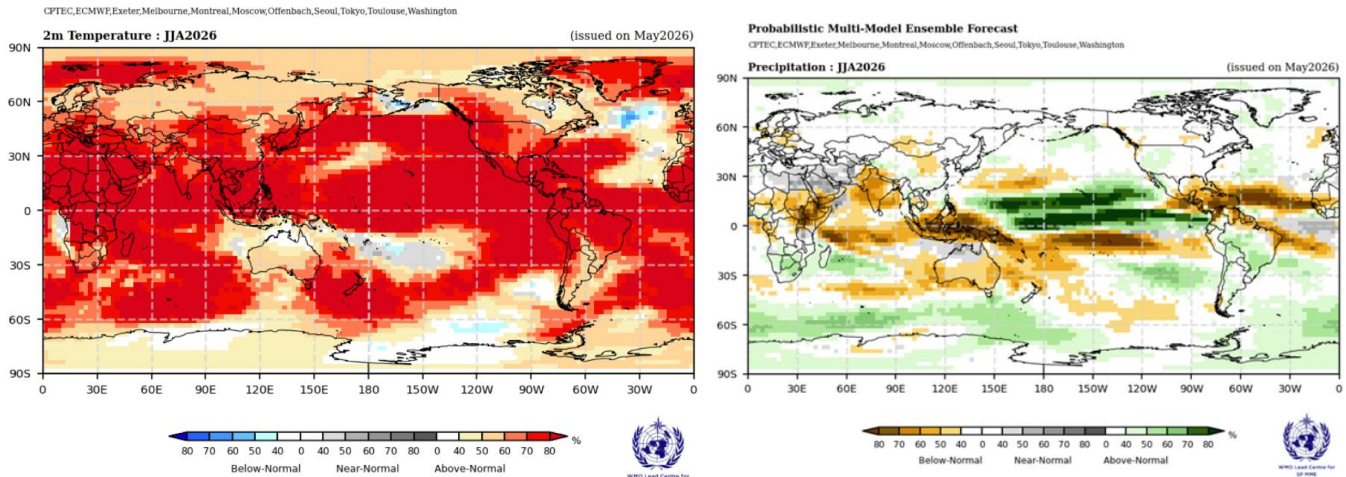 CPTEC,ECMWF,Exeter,Melbourne,Montreal,Moscow,Offenbach,Seoul,Tokyo,Toulouse,Washington
2m Temperature : JJA2026 (issued on May2026)
90N
60N
30N
0
30S
60S
90S
0 30E 60E 90E 120E 150E 180 150W 120W 90W 60W 30W 0
80 70 60 50 40 0 40 50 60 70 80 0 40 50 60 70 80 %
Below-Normal Near-Normal Above-Normal
WMO Lead Centre for
Probabilistic Multi-Model Ensemble Forecast
CPTEC,ECMWF,Exeter,Melbourne,Montreal,Moscow,Offenbach,Seoul,Tokyo,Toulouse,Washington
Precipitation : JJA2026 (issued on May2026)
90N
60N
30N
0
30S
60S
90S
0 30E 60E 90E 120E 150E 180 150W 120W 90W 60W 30W 0
80 70 60 50 40 0 40 50 60 70 80 0 40 50 60 70 80 %
Below-Normal Near-Normal Above-Normal
WMO Lead Centre for
SP MME